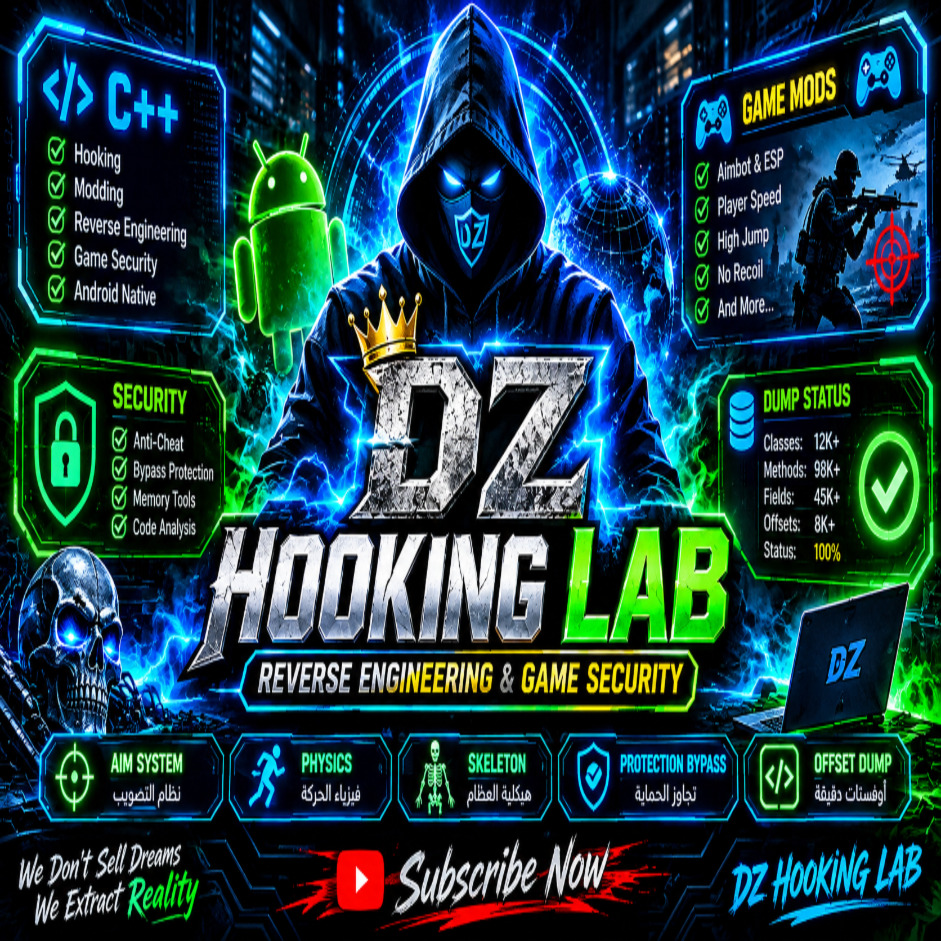 </> C++
Hooking
Modding
Reverse Engineering
Game Security
Android Native
GAME MODS
Aimbot & ESP
Player Speed
High Jump
No Recoil
And More...
DZ
SECURITY
Anti-Cheat
Bypass Protection
Memory Tools
Code Analysis
DUMP STATUS
Classes: 12K+
Methods: 98K+
Fields: 45K+
Offsets: 8K+
Status: 100%
DZ
HOOKING LAB
REVERSE ENGINEERING & GAME SECURITY
DZ
AIM SYSTEM
نظام التصويب
PHYSICS
فيزياء الحركة
SKELETON
هيكلية العظام
PROTECTION BYPASS
تجاوز الحماية
</> OFFSET DUMP
أوفستات دقيقة
We Don't Sell Dreams
We Extract Reality
Subscribe Now
DZ HOOKING LAB